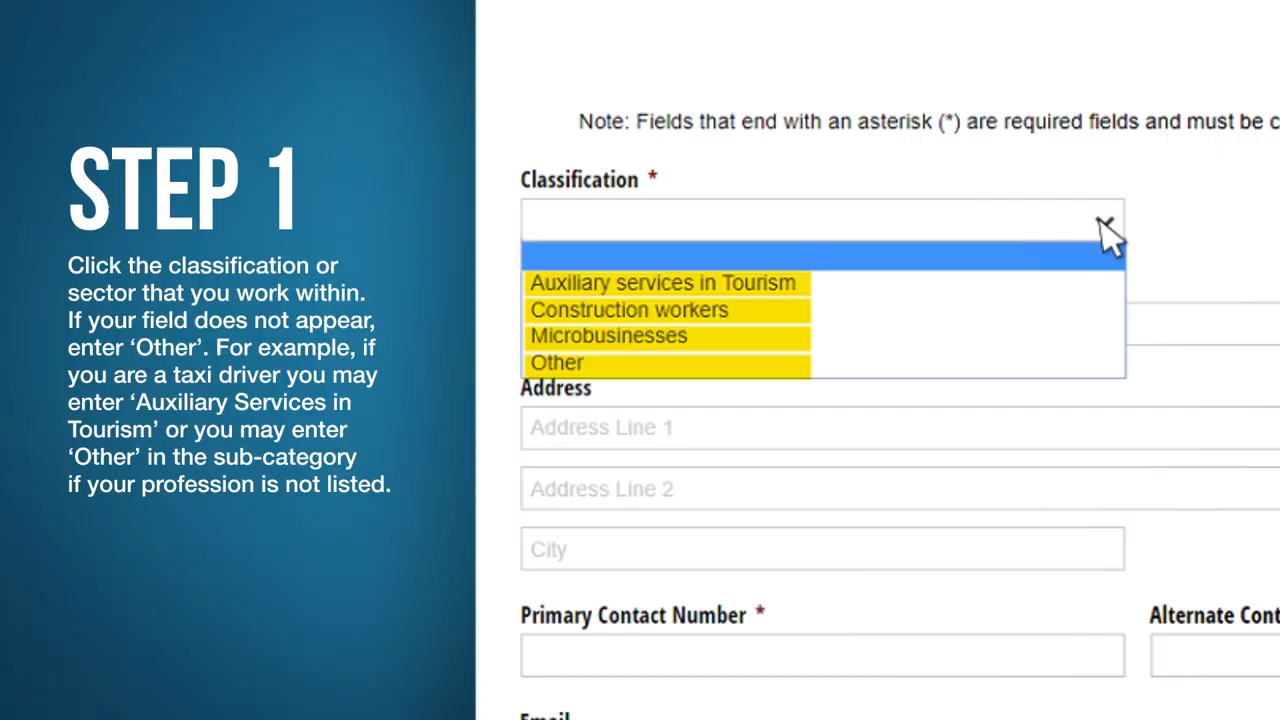 STEP 1
Click the classification or
sector that you work within.
If your field does not appear,
enter ‘Other’. For example, if
you are a taxi driver you may
enter ‘Auxiliary Services in
Tourism’ or you may enter
‘Other’ in the sub-category
if your profession is not listed.
Note: Fields that end with an asterisk (*) are required fields and must be c
Classification *
Auxiliary services in Tourism
Construction workers
Microbusinesses
Other
Address
Address Line 1
Address Line 2
City
Primary Contact Number *
Alternate Cont
Email